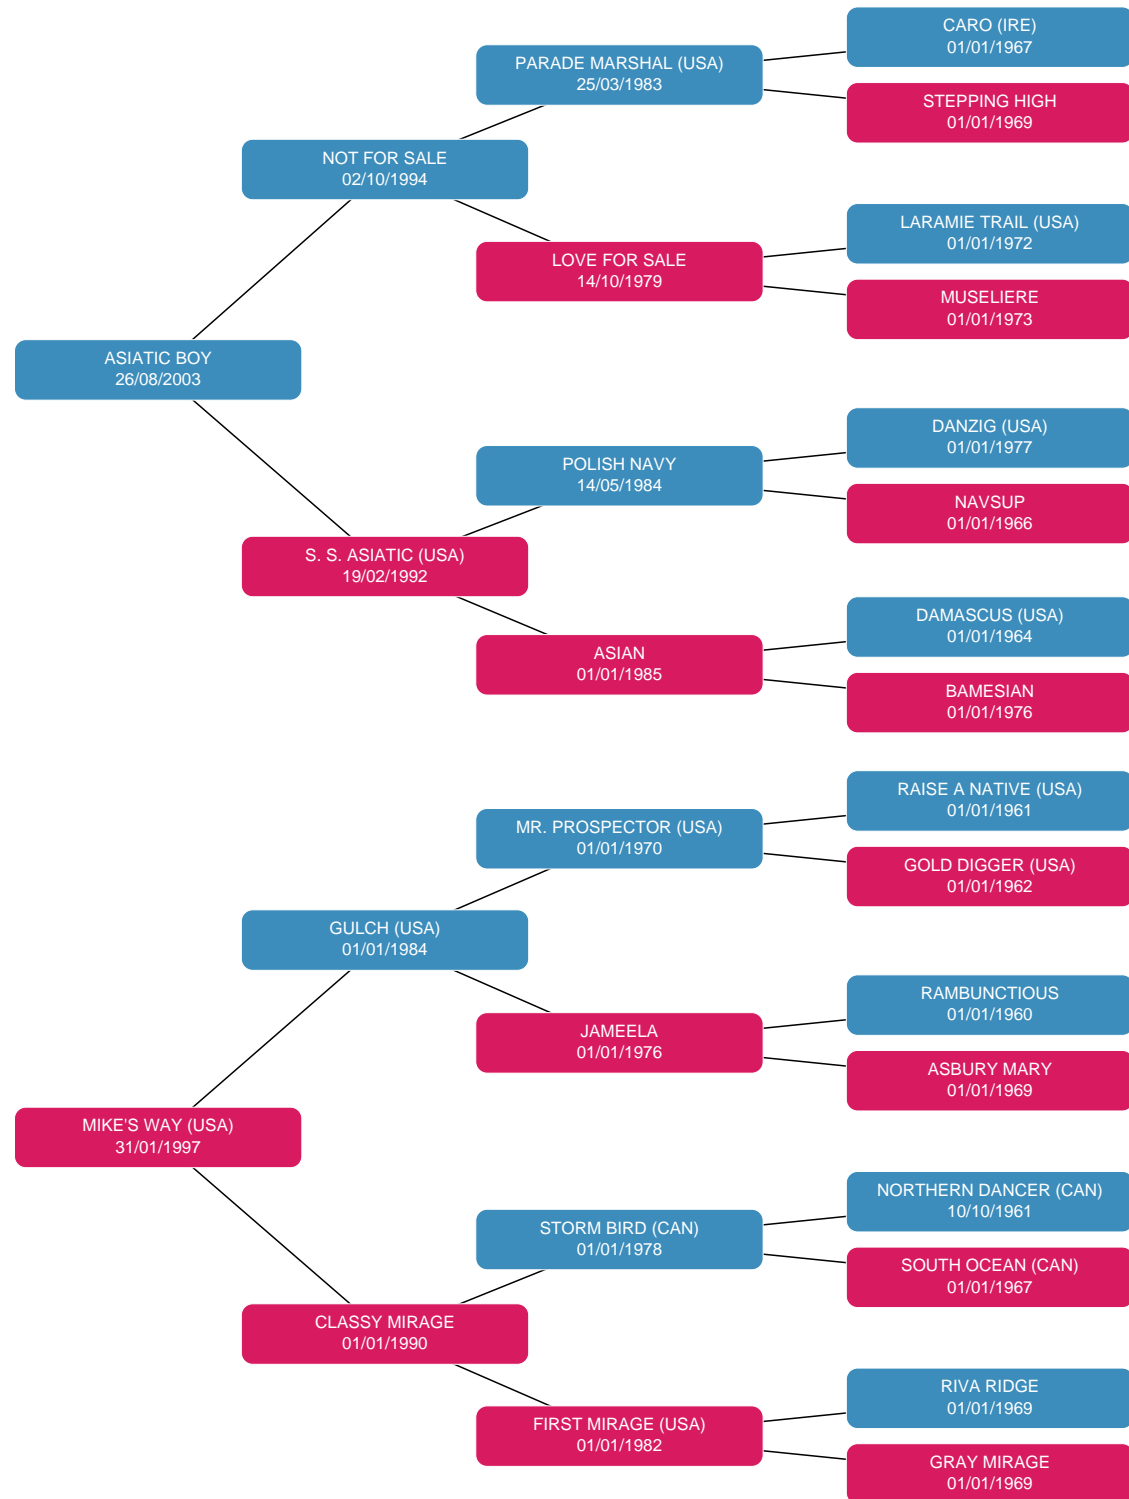 CARO (IRE)
01/01/1967
PARADE MARSHAL (USA)
25/03/1983
STEPPING HIGH
01/01/1969
NOT FOR SALE
02/10/1994
LARAMIE TRAIL (USA)
01/01/1972
LOVE FOR SALE
14/10/1979
MUSELIERE
01/01/1973
ASIATIC BOY
26/08/2003
DANZIG (USA)
01/01/1977
POLISH NAVY
14/05/1984
NAVSUP
01/01/1966
S. S. ASIATIC (USA)
19/02/1992
DAMASCUS (USA)
01/01/1964
ASIAN
01/01/1985
BAMESIAN
01/01/1976
RAISE A NATIVE (USA)
01/01/1961
MR. PROSPECTOR (USA)
01/01/1970
GOLD DIGGER (USA)
01/01/1962
GULCH (USA)
01/01/1984
RAMBUNCTIOUS
01/01/1960
JAMEELA
01/01/1976
ASBURY MARY
01/01/1969
MIKE'S WAY (USA)
31/01/1997
NORTHERN DANCER (CAN)
10/10/1961
STORM BIRD (CAN)
01/01/1978
SOUTH OCEAN (CAN)
01/01/1967
CLASSY MIRAGE
01/01/1990
RIVA RIDGE
01/01/1969
FIRST MIRAGE (USA)
01/01/1982
GRAY MIRAGE
01/01/1969